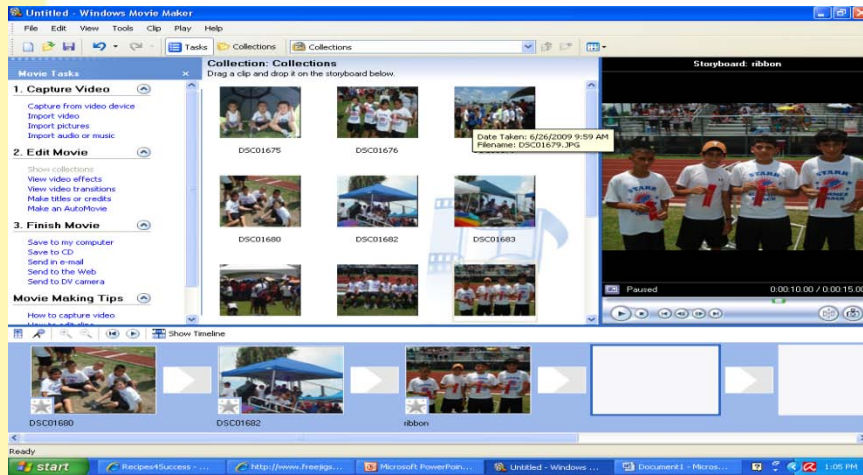 Untitled - Windows Movie Maker
File Edit View Tools Clip Play Help
Tasks Collections Collections
Movie Tasks
1. Capture Video
Capture from video device
Import video
Import pictures
Import audio or music
2. Edit Movie
Show collections
View video effects
View video transitions
Make titles or credits
Make an AutoMovie
3. Finish Movie
Save to my computer
Save to CD
Send in e-mail
Send to the Web
Send to DV camera
Movie Making Tips
How to capture video
Collection: Collections
Drag a clip and drop it on the storyboard below.
DSC01675 DSC01676
Date Taken: 6/26/2009 9:59 AM
Filename: DSC01679.JPG
DSC01680 DSC01682 DSC01683
Storyboard: ribbon
STARR STARR
Paused 0:00:10.00 / 0:00:15.00
Show Timeline
DSC01680 DSC01682 ribbon
Ready
start Recipes4Success - ... http://www.freejigs... Microsoft PowerPoin... Untitled - Windows ... Document1 - Micros... 1:05 PM